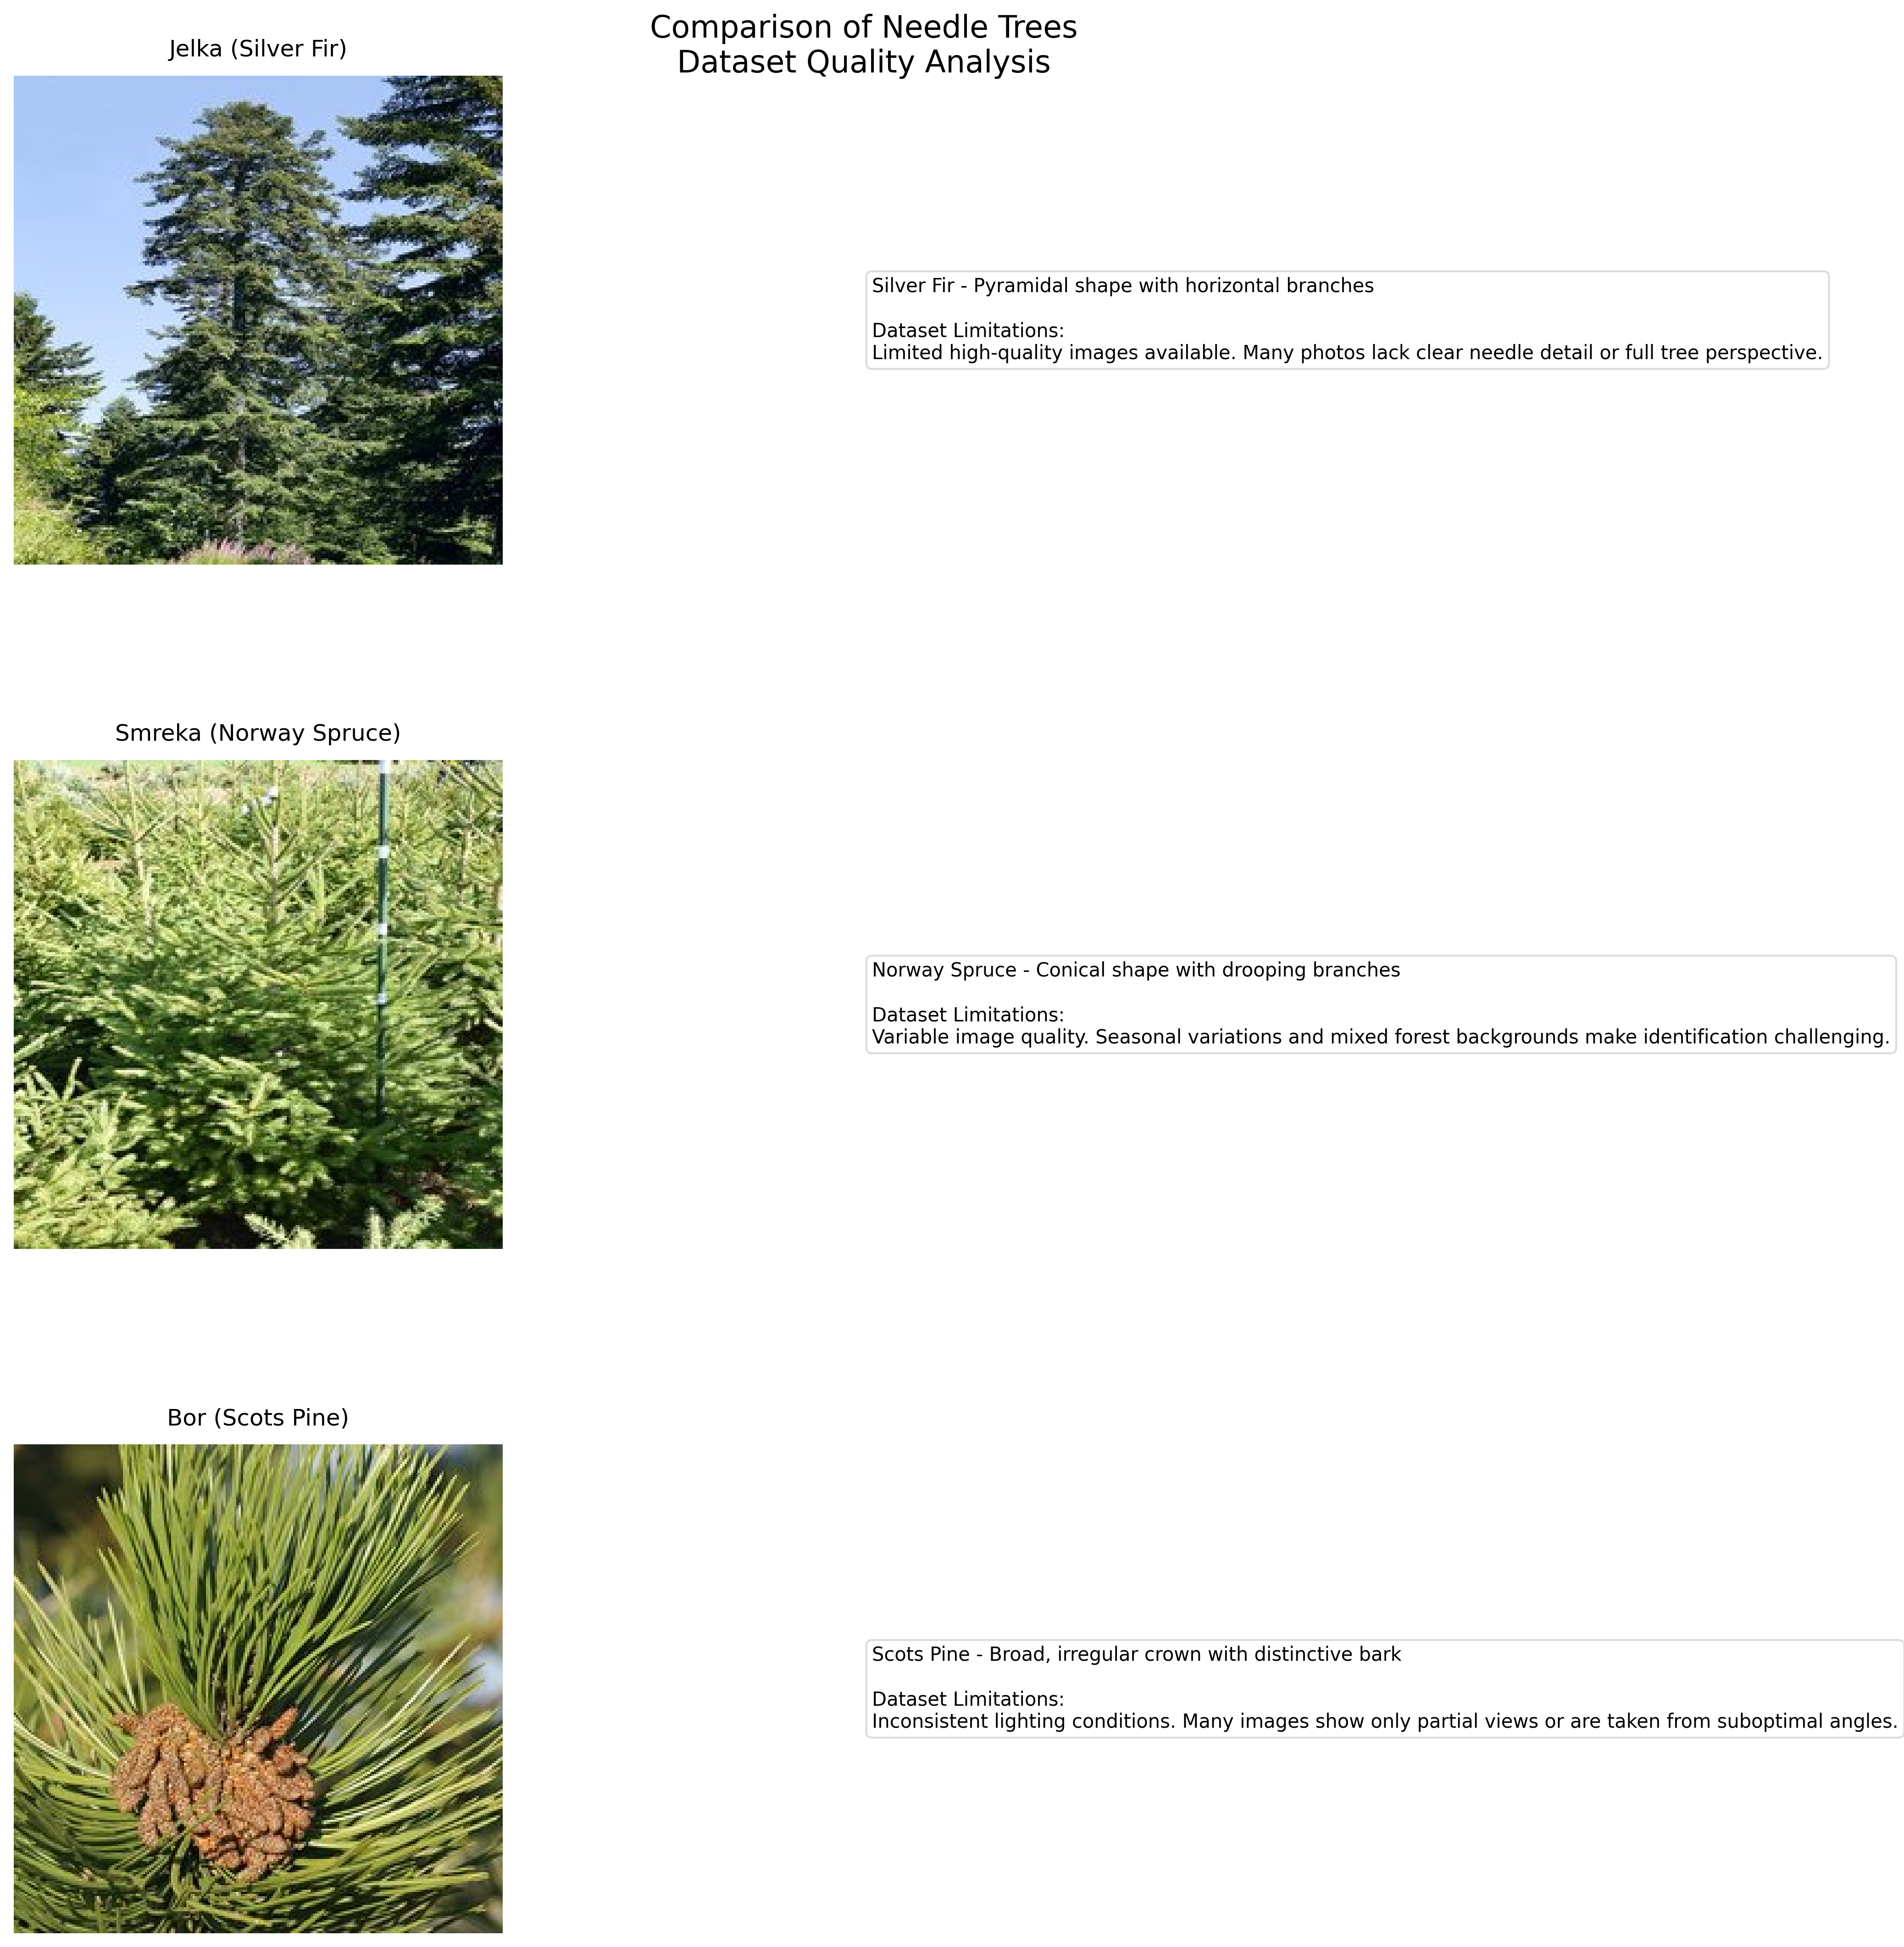 Comparison of Needle Trees
Dataset Quality Analysis
Jelka (Silver Fir)
Silver Fir - Pyramidal shape with horizontal branches
Dataset Limitations:
Limited high-quality images available. Many photos lack clear needle detail or full tree perspective.
Smreka (Norway Spruce)
Norway Spruce - Conical shape with drooping branches
Dataset Limitations:
Variable image quality. Seasonal variations and mixed forest backgrounds make identification challenging.
Bor (Scots Pine)
Scots Pine - Broad, irregular crown with distinctive bark
Dataset Limitations:
Inconsistent lighting conditions. Many images show only partial views or are taken from suboptimal angles.